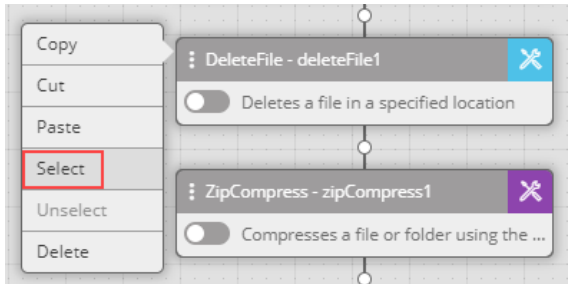 Copy
Cut
Paste
Select
Unselect
Delete
DeleteFile - deleteFile1
Deletes a file in a specified location
ZipCompress - zipCompress1
Compresses a file or folder using the ...